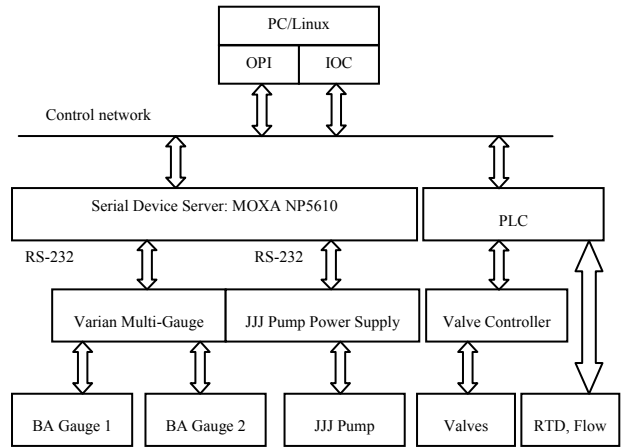 PC/Linux
OPI IOC
Control network
Serial Device Server: MOXA NP5610
PLC
RS-232 RS-232
Varian Multi-Gauge JJJ Pump Power Supply Valve Controller
BA Gauge 1 BA Gauge 2 JJJ Pump Valves RTD, Flow